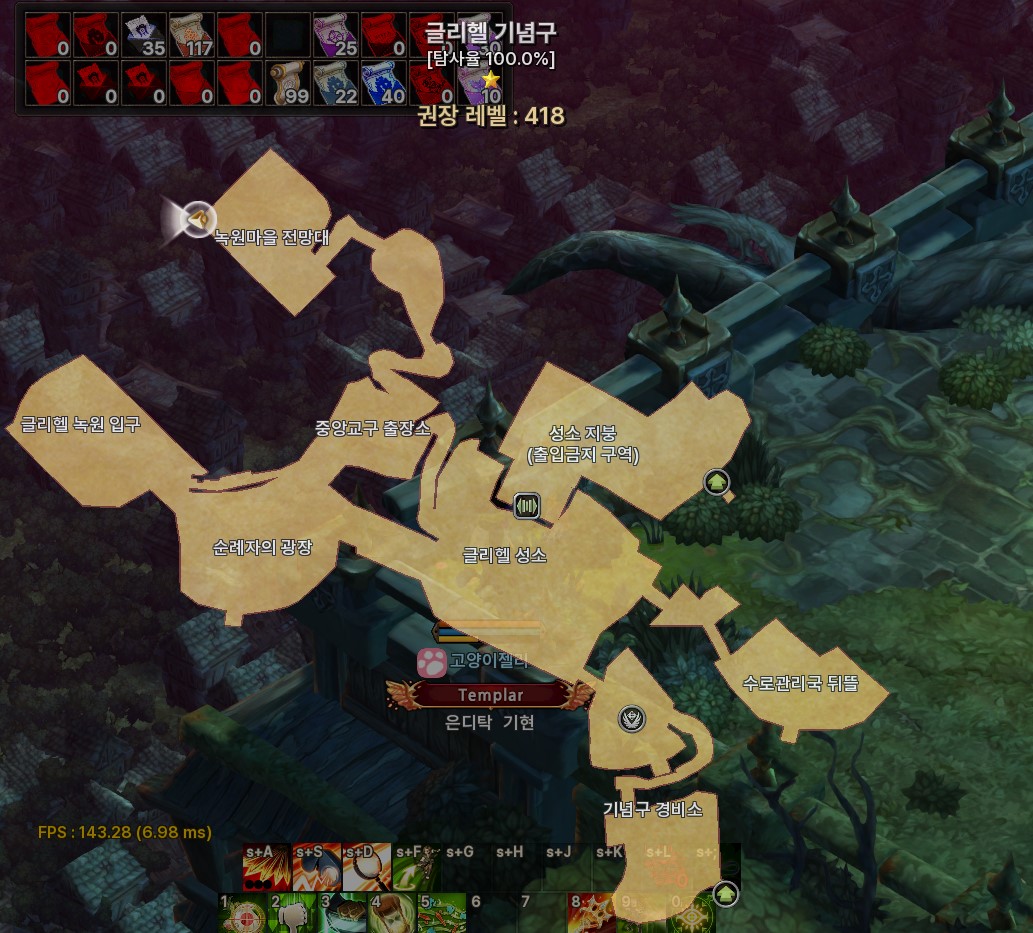 0 0 35 117 0 25 0 0 30
0 0 0 0 0 99 22 40 0 10
글리헬 기념구
[탐사율 100.0%]
권장 레벨 : 418
녹원마을 전망대
글리헬 녹원 입구
중앙교구 출장소
성소 지붕
(출입금지 구역)
순례자의 광장
글리헬 성소
고양이젤리
Templar
은디탁 기현
수로관리국 뒤뜰
기념구 경비소
FPS : 143.28 (6.98 ms)
s+A s+S s+D s+F s+G s+H s+J s+K s+L s+;
1 2 3 4 5 6 7 8 9 0